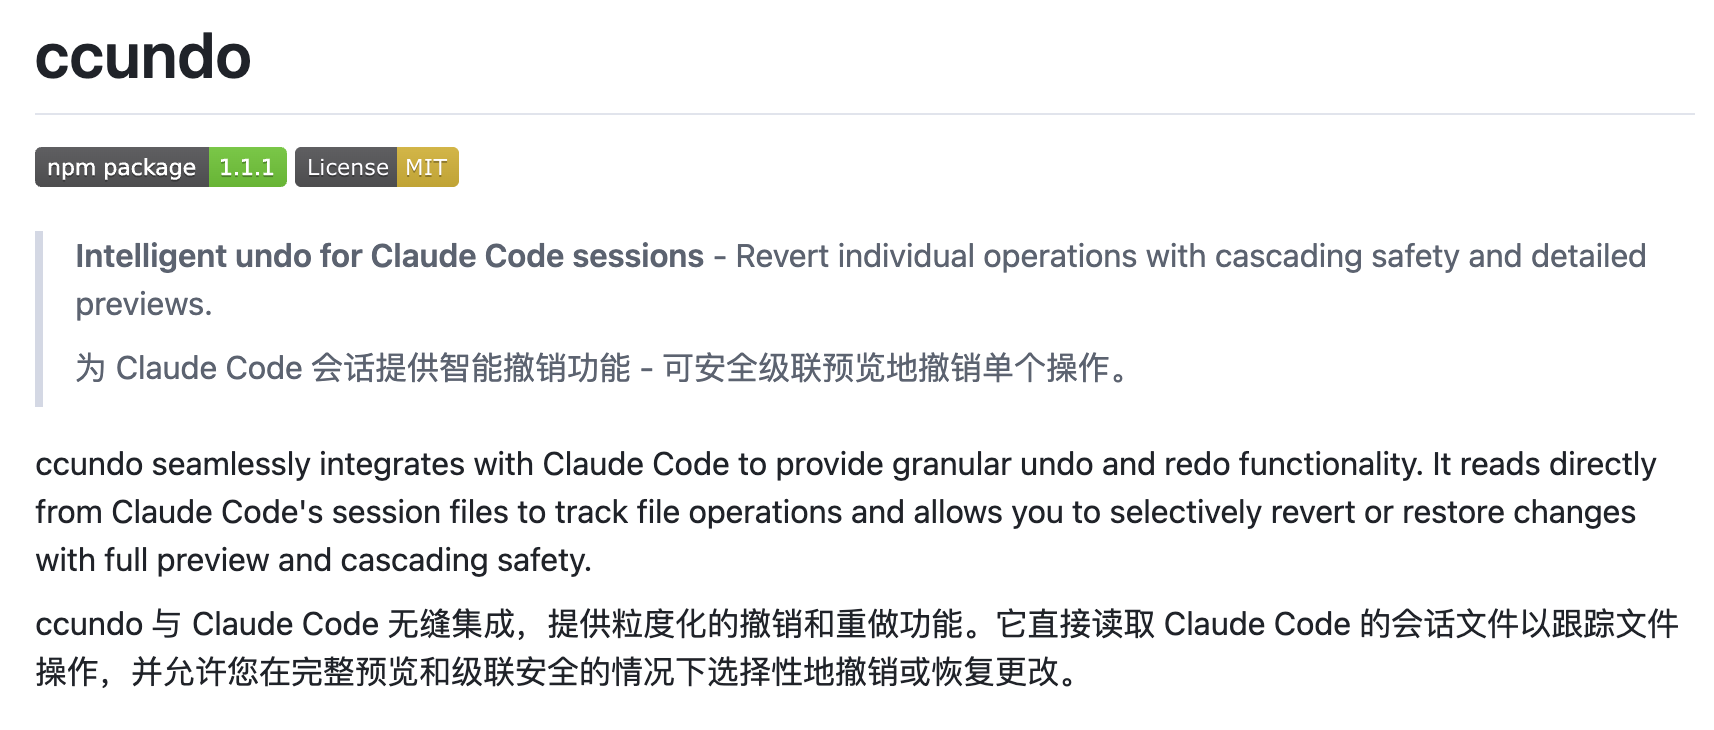 ccundo
npm package 1.1.1 License MIT
Intelligent undo for Claude Code sessions - Revert individual operations with cascading safety and detailed
previews.
为 Claude Code 会话提供智能撤销功能 - 可安全级联预览地撤销单个操作。
ccundo seamlessly integrates with Claude Code to provide granular undo and redo functionality. It reads directly
from Claude Code's session files to track file operations and allows you to selectively revert or restore changes
with full preview and cascading safety.
ccundo 与 Claude Code 无缝集成，提供粒度化的撤销和重做功能。它直接读取 Claude Code 的会话文件以跟踪文件
操作，并允许您在完整预览和级联安全的情况下选择性地撤销或恢复更改。